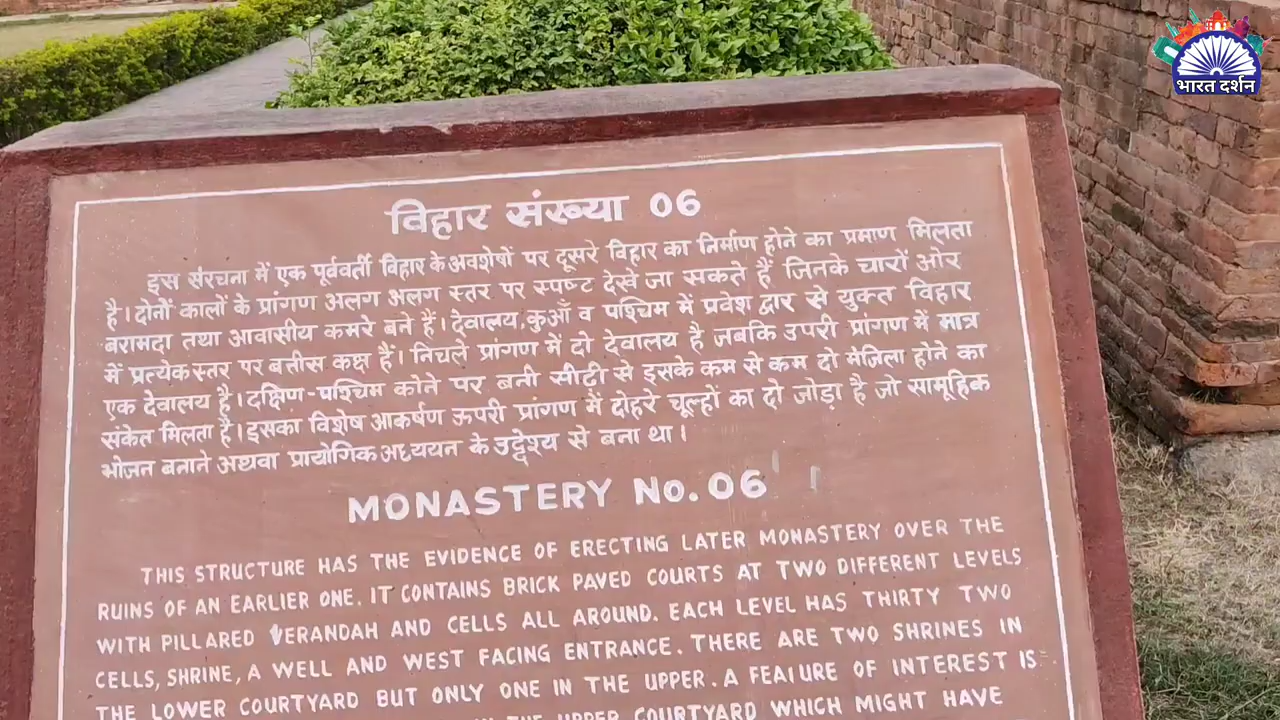 भारत दर्शन
विहार संख्या 06
इस संरचना में एक पूर्ववर्ती विहार के अवशेषों पर दूसरे विहार का निर्माण होने का प्रमाण मिलता
है। दोनों कालों के प्रांगण अलग अलग स्तर पर स्पष्ट देखे जा सकते हैं जिनके चारों ओर
बरामदा तथा आवासीय कमरे बने हैं। देवालय, कुआँ व पश्चिम में प्रवेश द्वार से युक्त विहार
में प्रत्येक स्तर पर बत्तीस कक्ष हैं। निचले प्रांगण में दो देवालय है जबकि उपरी प्रांगण में मात्र
एक देवालय है। दक्षिण-पश्चिम कोने पर बनी सीढ़ी से इसके कम से कम दो मंजिला होने का
संकेत मिलता है। इसका विशेष आकर्षण ऊपरी प्रांगण में दोहरे चूल्हों का दो जोड़ा है जो सामूहिक
भोजन बनाने अथवा प्रायोगिक अध्ययन के उद्देश्य से बना था।
MONASTERY No. 06
THIS STRUCTURE HAS THE EVIDENCE OF ERECTING LATER MONASTERY OVER THE
RUINS OF AN EARLIER ONE. IT CONTAINS BRICK PAVED COURTS AT TWO DIFFERENT LEVELS
WITH PILLARED VERANDAH AND CELLS ALL AROUND. EACH LEVEL HAS THIRTY TWO
CELLS, SHRINE, A WELL AND WEST FACING ENTRANCE. THERE ARE TWO SHRINES IN
THE LOWER COURTYARD BUT ONLY ONE IN THE UPPER. A FEATURE OF INTEREST IS
THE UPPER COURTYARD WHICH MIGHT HAVE